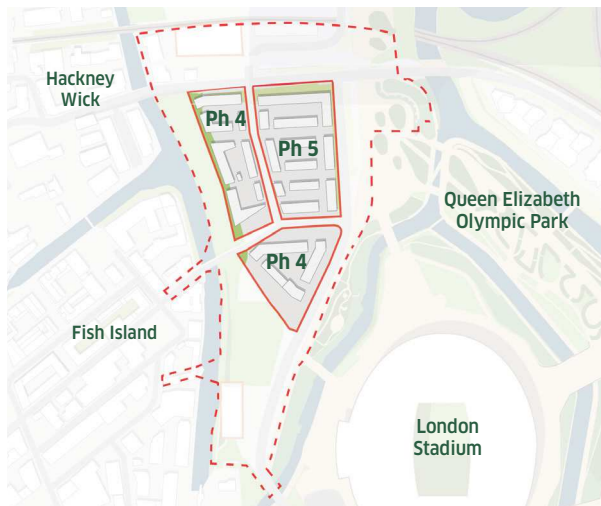 Hackney
Wick
Ph 4
Ph 5
Queen Elizabeth
Olympic Park
Ph 4
Fish Island
London
Stadium